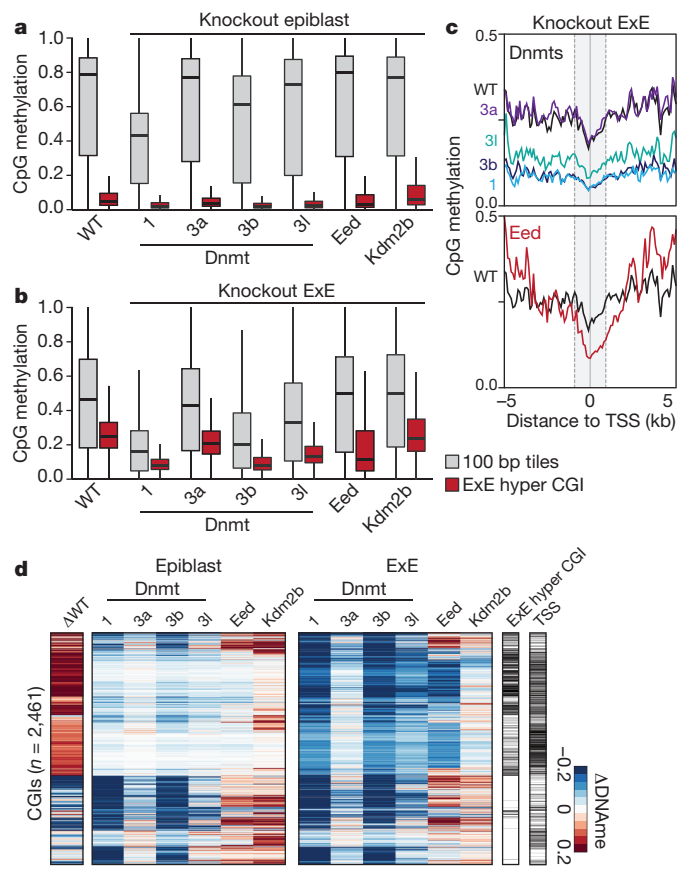 a
Knockout epiblast
CpG methylation
1.0
0.8
0.6
0.4
0.2
0
WT
1
3a
3b
3l
Eed
Kdm2b
Dnmt
b
Knockout ExE
CpG methylation
1.0
0.8
0.6
0.4
0.2
0.0
WT
1
3a
3b
3l
Eed
Kdm2b
Dnmt
c
Knockout ExE
CpG methylation
0.5
Dnmts
WT
3a
3l
3b
1
0.0
0.5
Eed
WT
0.0
−5
0
5
Distance to TSS (kb)
100 bp tiles
ExE hyper CGI
d
Epiblast
ExE
Dnmt
Dnmt
ΔWT
1
3a
3b
3l
Eed
Kdm2b
1
3a
3b
3l
Eed
Kdm2b
ExE hyper CGI
TSS
CGIs (n = 2,461)
−0.2
0
0.2
ΔDNAme